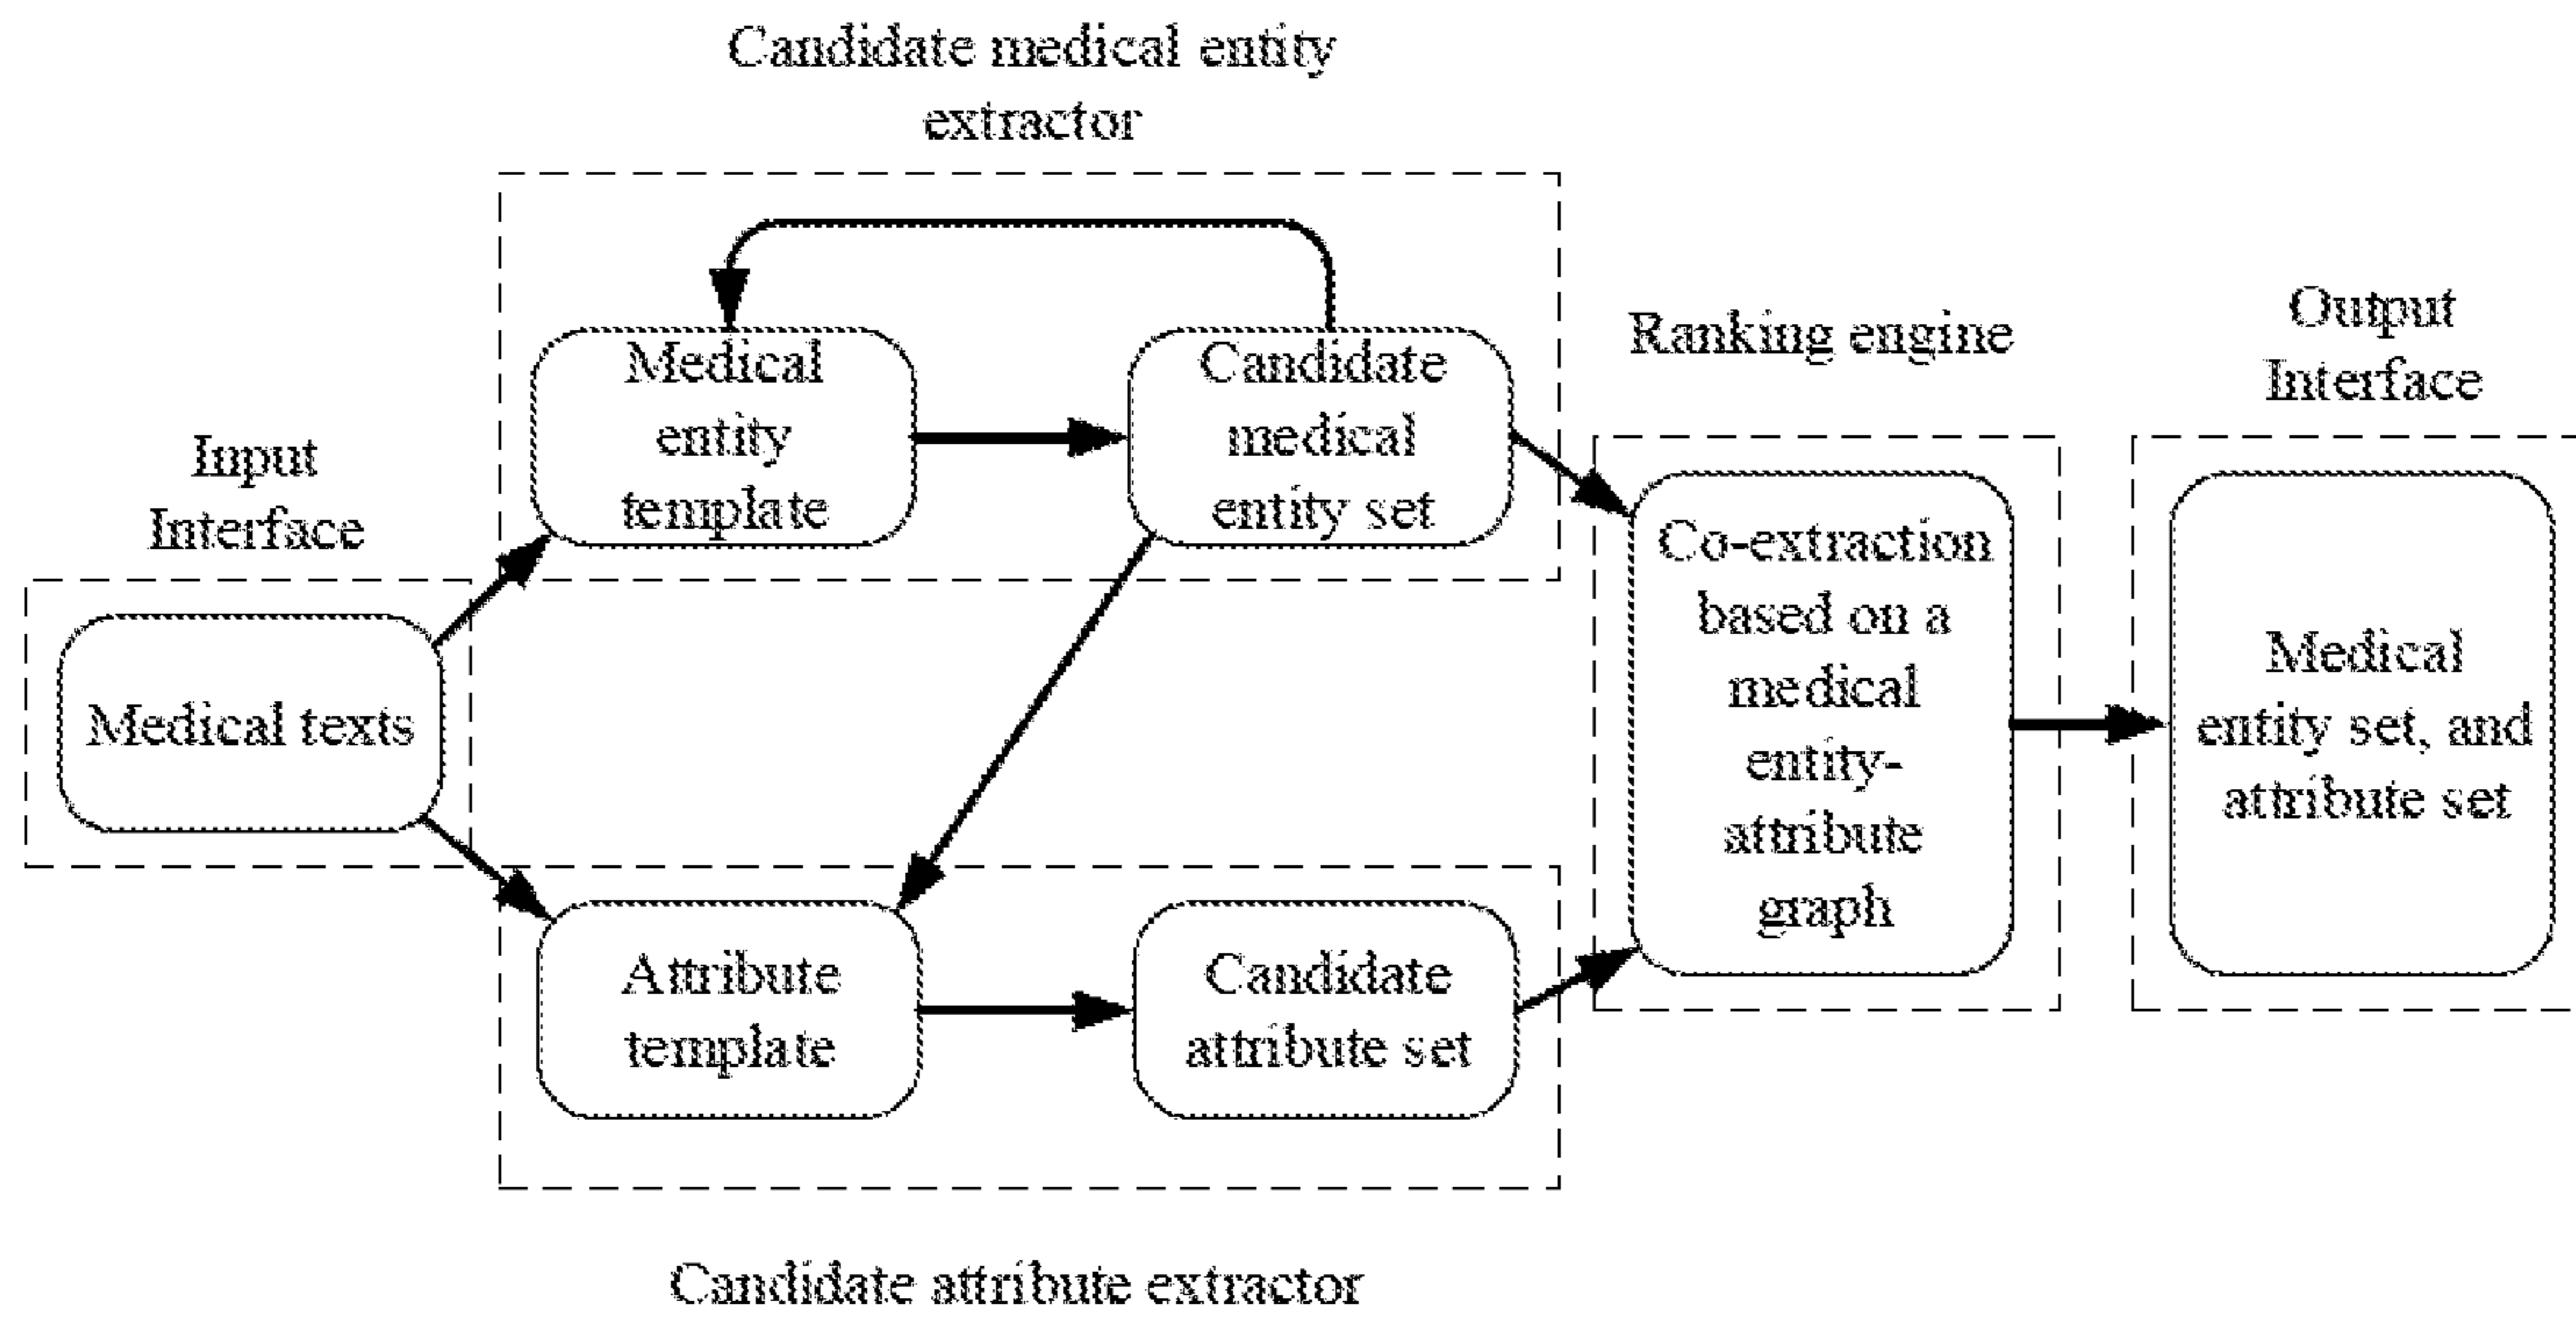 Candidate medical entity
extractor
Input
Interface
Medical texts
Medical
entity
template
Candidate
medical
entity set
Attribute
template
Candidate
attribute set
Candidate attribute extractor
Ranking engine
Co-extraction
based on a
medical
entity-
attribute
graph
Output
Interface
Medical
entity set, and
attribute set